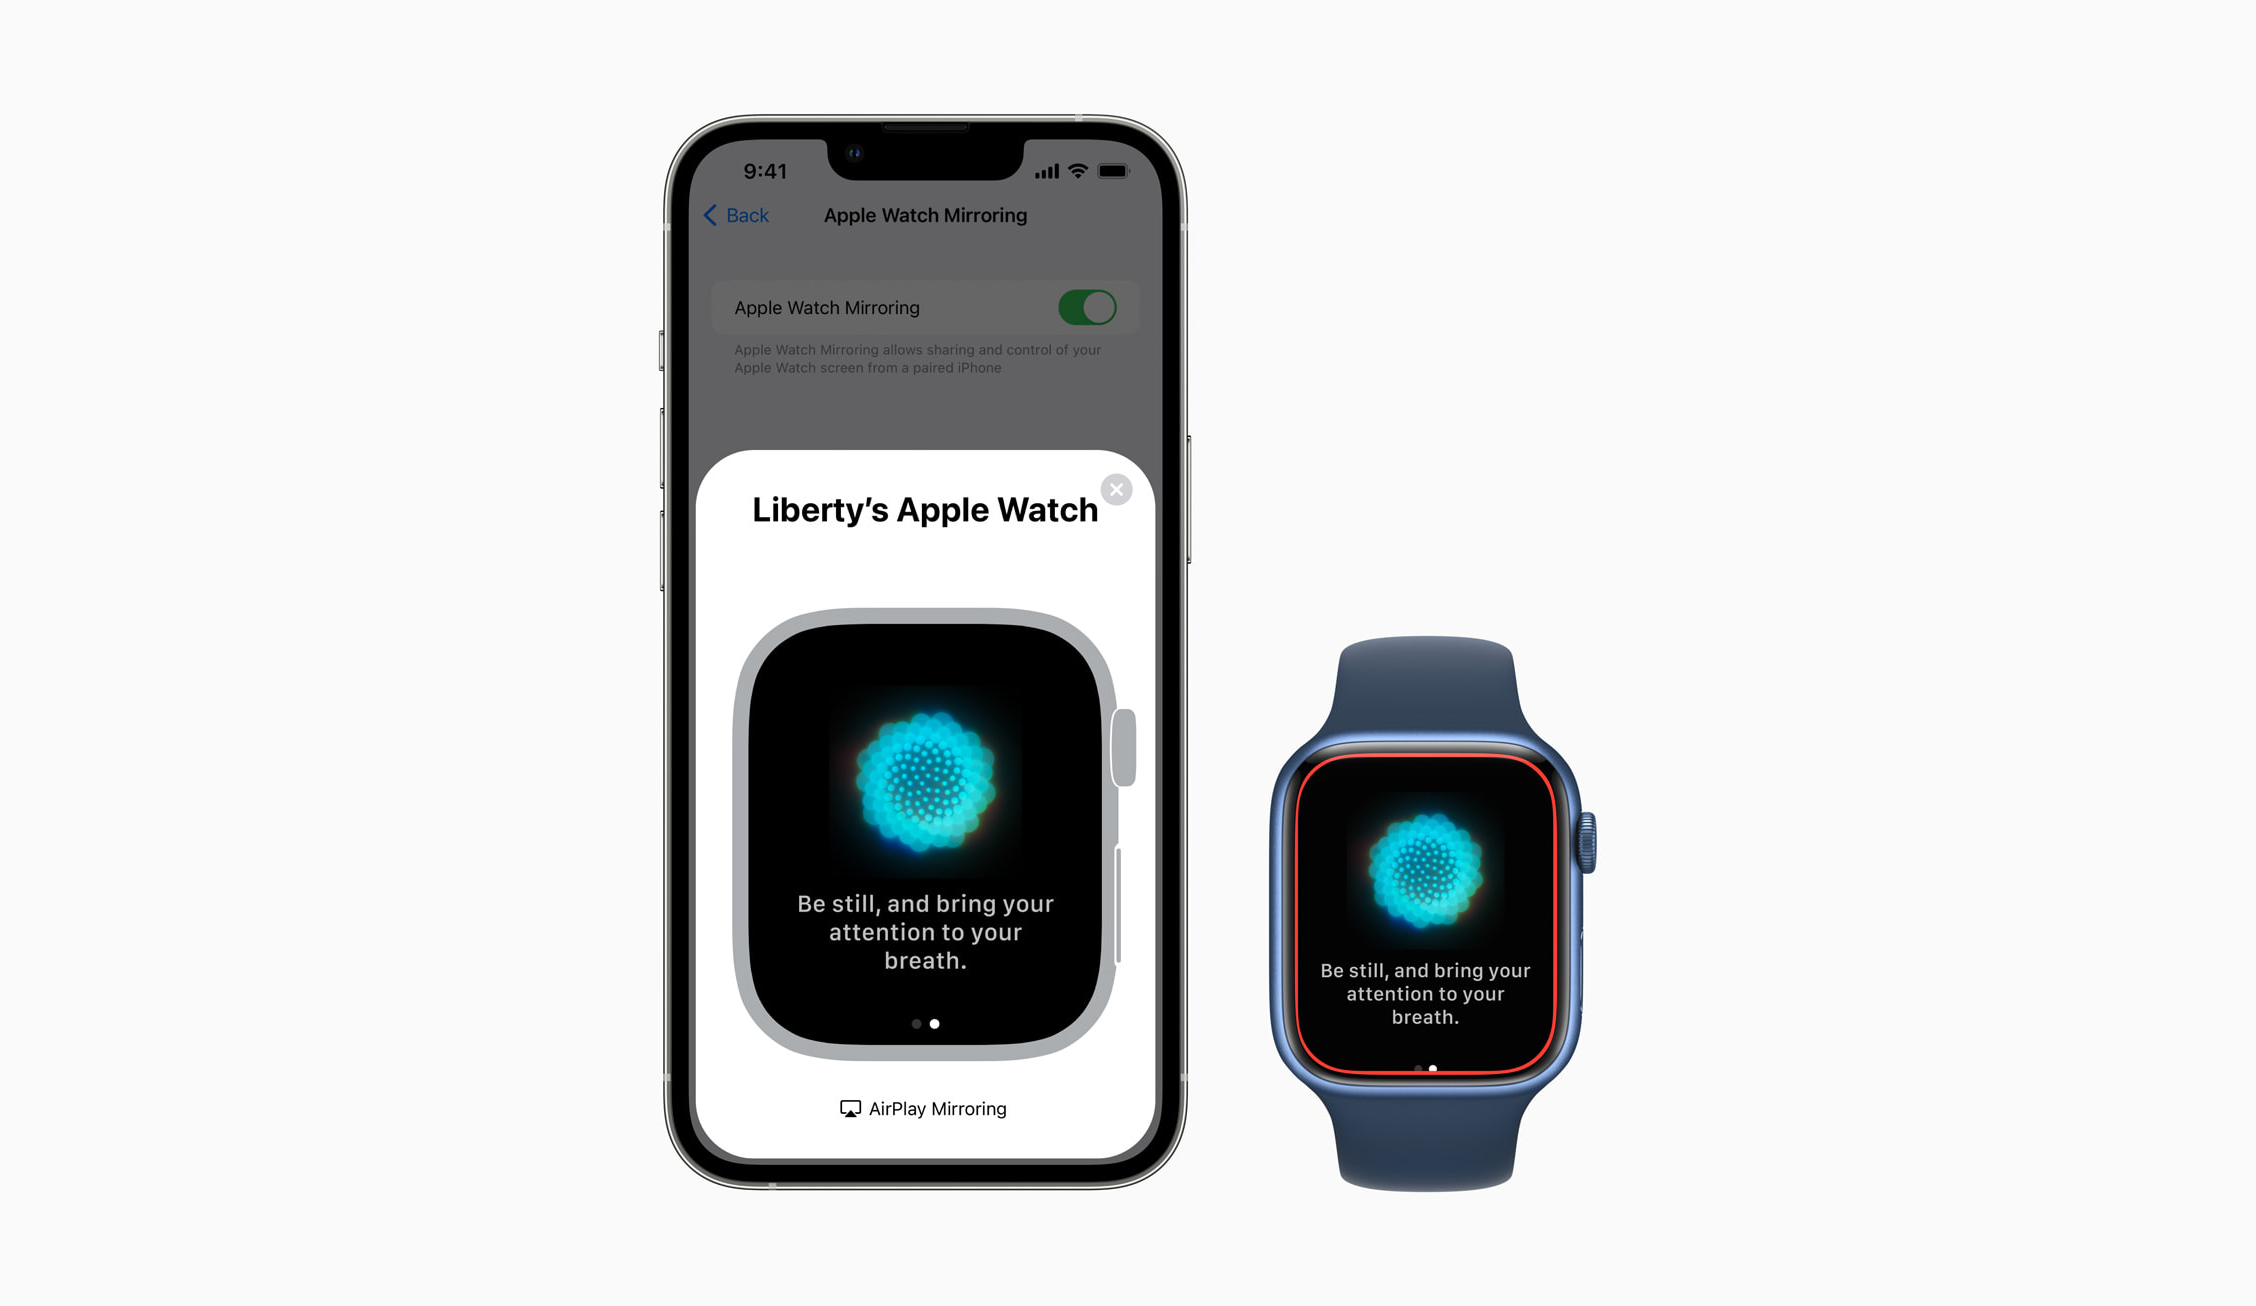 9:41
Back
Apple Watch Mirroring
Apple Watch Mirroring
Apple Watch Mirroring allows sharing and control of your
Apple Watch screen from a paired iPhone
Liberty’s Apple Watch
Be still, and bring your
attention to your
breath.
AirPlay Mirroring
Be still, and bring your
attention to your
breath.